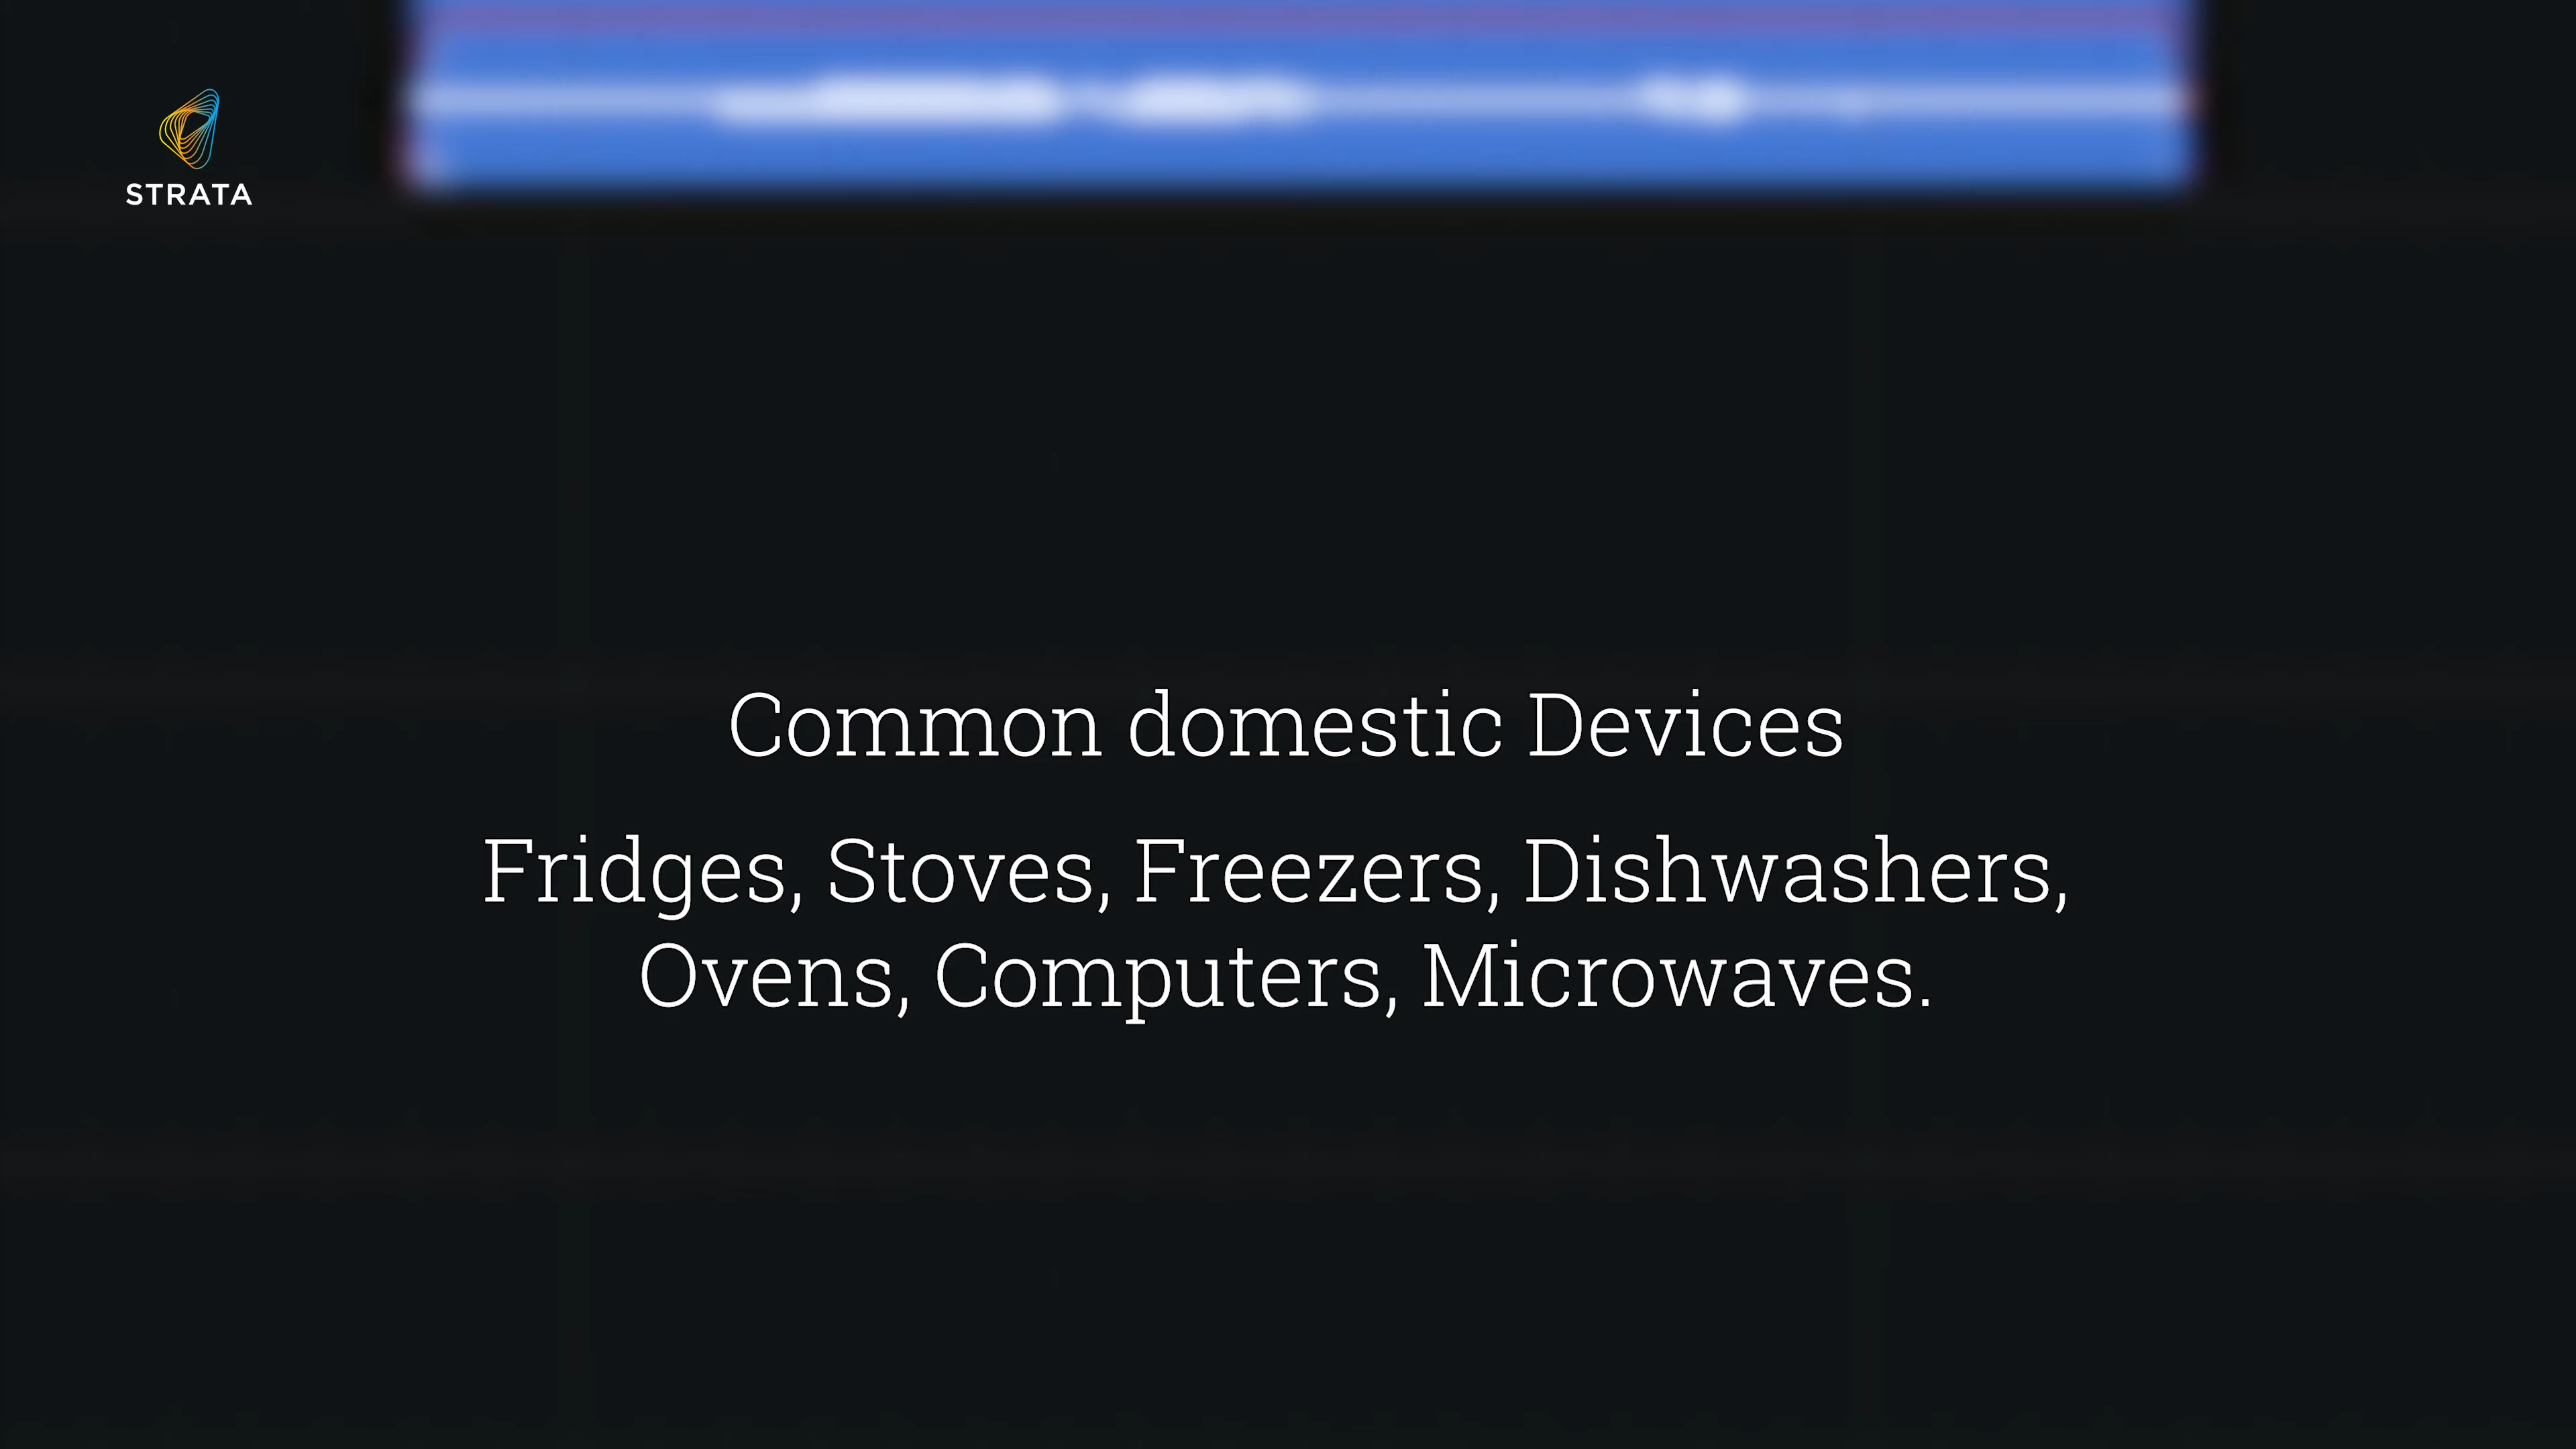 STRATA
Common domestic Devices
Fridges, Stoves, Freezers, Dishwashers,
Ovens, Computers, Microwaves.